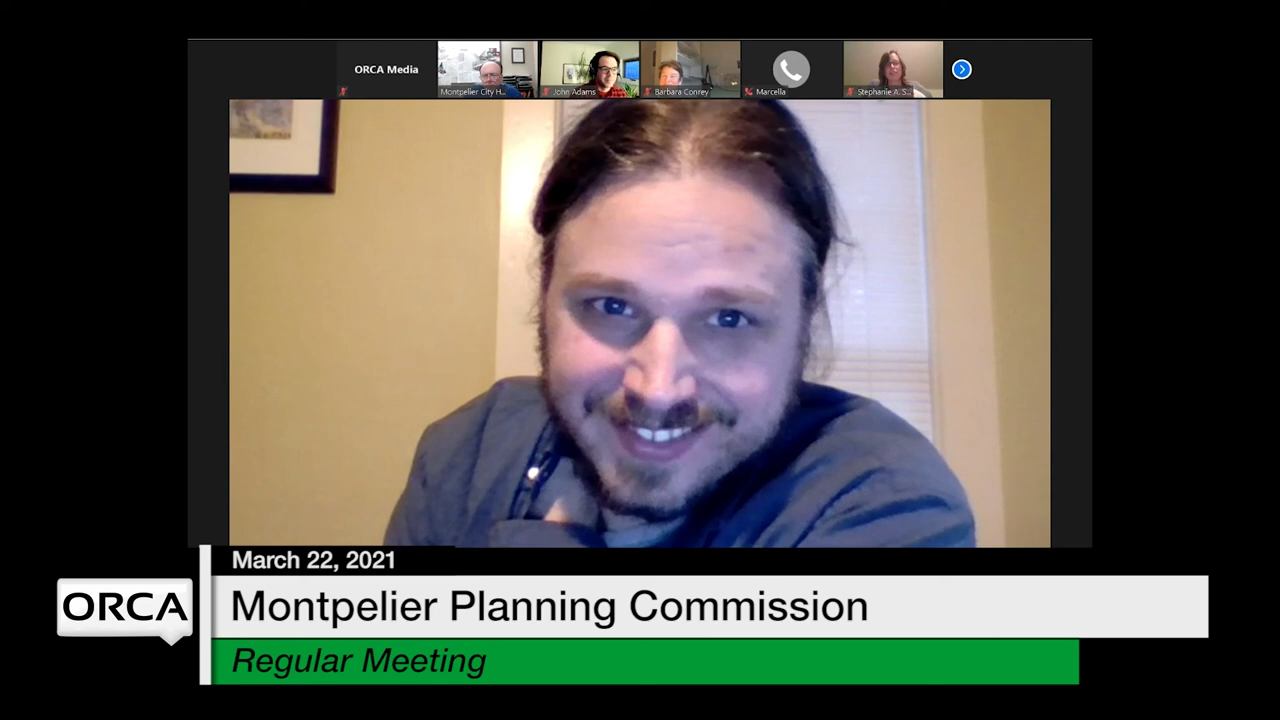 ORCA Media
Montpelier City H...
John Adams
Barbara Conrey
Marcella
Stephanie A. S...
March 22, 2021
ORCA
Montpelier Planning Commission
Regular Meeting